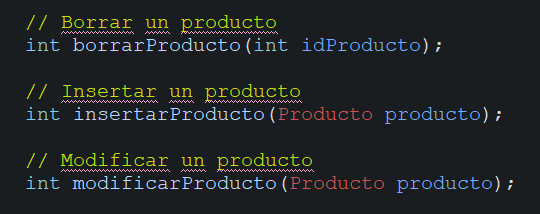 // Borrar un producto
int borrarProducto(int idProducto);
// Insertar un producto
int insertarProducto(Producto producto);
// Modificar un producto
int modificarProducto(Producto producto);